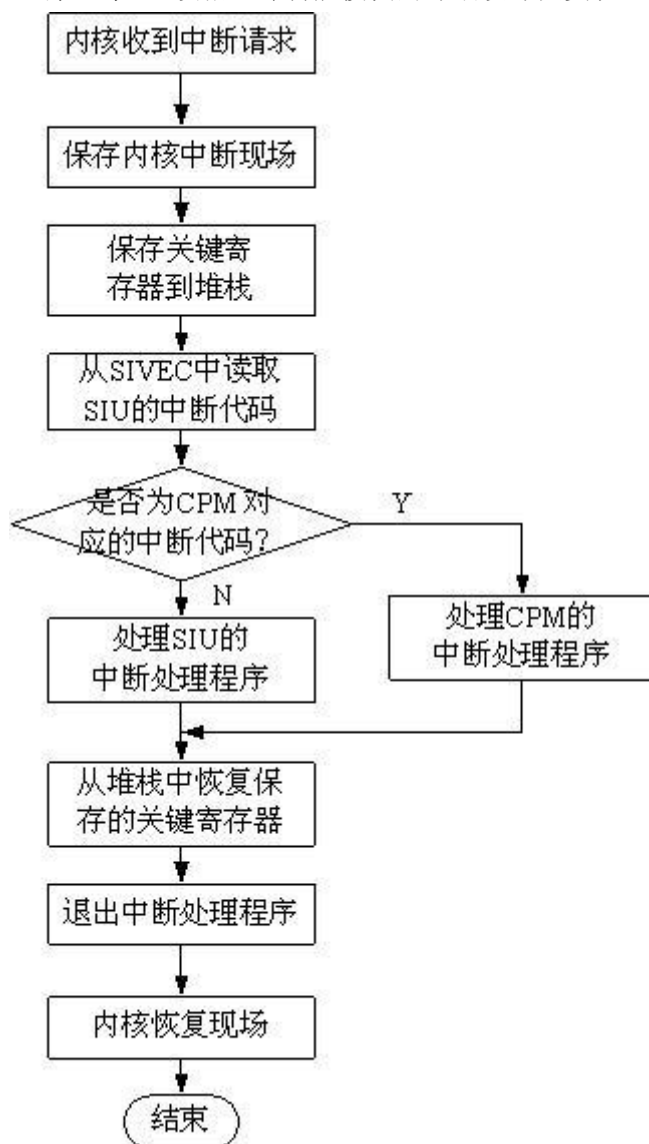 内核收到中断请求
保存内核中断现场
保存关键寄
存器到堆栈
从SIVEC中读取
SIU的中断代码
是否为CPM对
应的中断代码？
Y
N
处理SIU的
中断处理程序
处理CPM的
中断处理程序
从堆栈中恢复保
存的关键寄存器
退出中断处理程序
内核恢复现场
结束